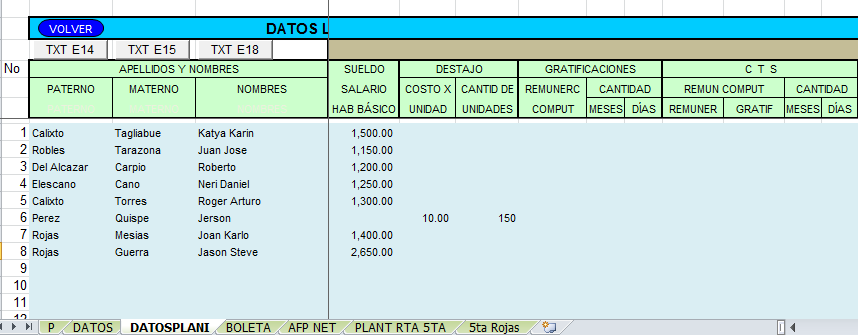 VOLVER DATOS L
TXT E14 TXT E15 TXT E18
No APELLIDOS Y NOMBRES SUELDO DESTAJO GRATIFICACIONES C T S
PATERNO MATERNO NOMBRES SALARIO COSTO X CANTID DE REMUNERC CANTIDAD REMUN COMPUT CANTIDAD
HAB BÁSICO UNIDAD UNIDADES COMPUT MESES DÍAS REMUNER GRATIF MESES DÍAS
1 Calixto Tagliabue Katya Karin 1,500.00
2 Robles Tarazona Juan Jose 1,150.00
3 Del Alcazar Carpio Roberto 1,200.00
4 Elescano Cano Neri Daniel 1,250.00
5 Calixto Torres Roger Arturo 1,300.00
6 Perez Quispe Jerson 10.00 150
7 Rojas Mesias Joan Karlo 1,400.00
8 Rojas Guerra Jason Steve 2,650.00
9
10
11
P DATOS DATOSPLANI BOLETA AFP NET PLANT RTA 5TA 5ta Rojas